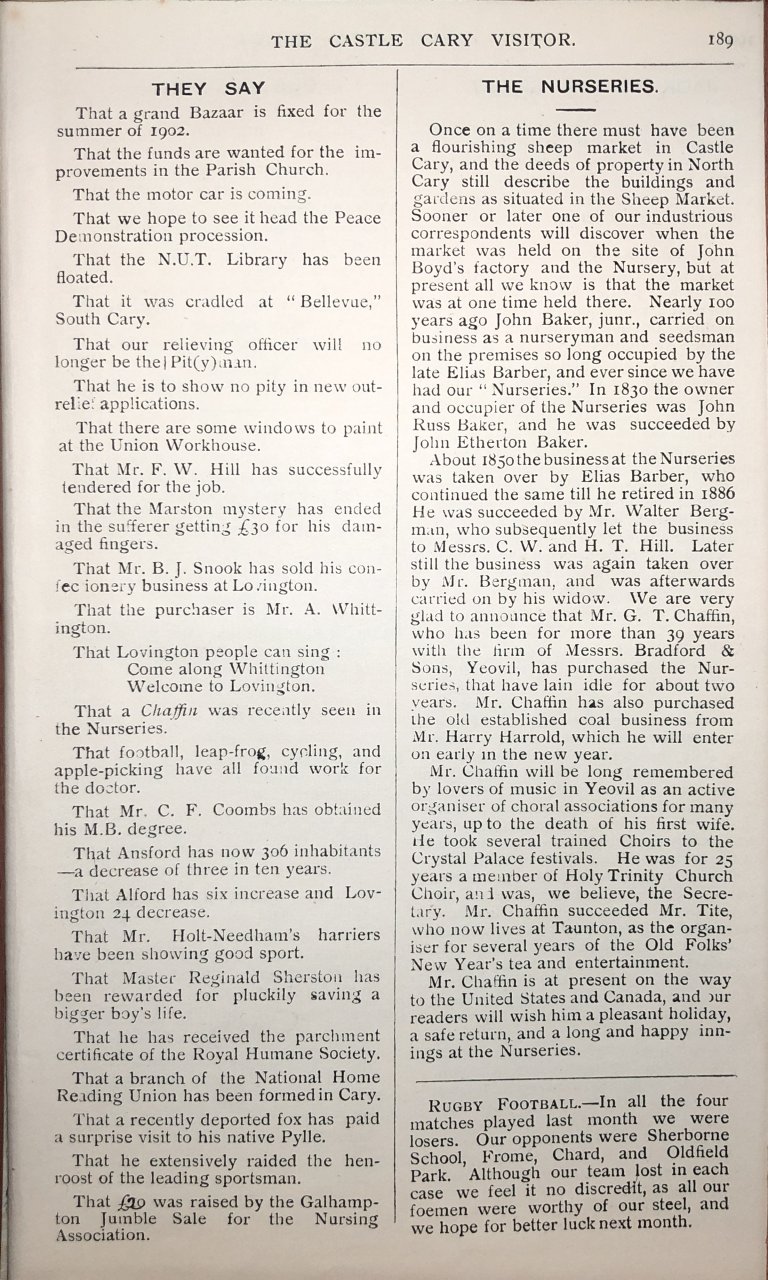 THE CASTLE CARY VISITOR.
189
THEY SAY
That a grand Bazaar is fixed for the
summer of 1902.
That the funds are wanted for the im-
provements in the Parish Church.
That the motor car is coming.
That we hope to see it head the Peace
Demonstration procession.
That the N.U.T. Library has been
floated.
That it was cradled at "Bellevue,"
South Cary.
That our relieving officer will no
longer be the Pit(y)man.
That he is to show no pity in new out-
relief applications.
That there are some windows to paint
at the Union Workhouse.
That Mr. F. W. Hill has successfully
tendered for the job.
That the Marston mystery has ended
in the sufferer getting £30 for his dam-
aged fingers.
That Mr. B. J. Snook has sold his con-
fectionery business at Lovington.
That the purchaser is Mr. A. Whitt-
ington.
That Lovington people can sing :
Come along Whittington
Welcome to Lovington.
That a Chaffin was recently seen in
the Nurseries.
That football, leap-frog, cycling, and
apple-picking have all found work for
the doctor.
That Mr. C. F. Coombs has obtained
his M.B. degree.
That Ansford has now 306 inhabitants
—a decrease of three in ten years.
That Alford has six increase and Lov-
ington 24 decrease.
That Mr. Holt-Needham's harriers
have been showing good sport.
That Master Reginald Sherston has
been rewarded for pluckily saving a
bigger boy's life.
That he has received the parchment
certificate of the Royal Humane Society.
That a branch of the National Home
Reading Union has been formed in Cary.
That a recently deported fox has paid
a surprise visit to his native Pylle.
That he extensively raided the hen-
roost of the leading sportsman.
That £20 was raised by the Galhamp-
ton Jumble Sale for the Nursing
Association.
THE NURSERIES.
Once on a time there must have been
a flourishing sheep market in Castle
Cary, and the deeds of property in North
Cary still describe the buildings and
gardens as situated in the Sheep Market.
Sooner or later one of our industrious
correspondents will discover when the
market was held on the site of John
Boyd's factory and the Nursery, but at
present all we know is that the market
was at one time held there. Nearly 100
years ago John Baker, junr., carried on
business as a nurseryman and seedsman
on the premises so long occupied by the
late Elias Barber, and ever since we have
had our "Nurseries." In 1830 the owner
and occupier of the Nurseries was John
Russ Baker, and he was succeeded by
John Etherton Baker.
About 1850 the business at the Nurseries
was taken over by Elias Barber, who
continued the same till he retired in 1886
He was succeeded by Mr. Walter Berg-
man, who subsequently let the business
to Messrs. C. W. and H. T. Hill. Later
still the business was again taken over
by Mr. Bergman, and was afterwards
carried on by his widow. We are very
glad to announce that Mr. G. T. Chaffin,
who has been for more than 39 years
with the firm of Messrs. Bradford &
Sons, Yeovil, has purchased the Nur-
series, that have lain idle for about two
years. Mr. Chaffin has also purchased
the old established coal business from
Mr. Harry Harrold, which he will enter
on early in the new year.
Mr. Chaffin will be long remembered
by lovers of music in Yeovil as an active
organiser of choral associations for many
years, up to the death of his first wife.
He took several trained Choirs to the
Crystal Palace festivals. He was for 25
years a member of Holy Trinity Church
Choir, and was, we believe, the Secre-
tary. Mr. Chaffin succeeded Mr. Tite,
who now lives at Taunton, as the organ-
iser for several years of the Old Folks'
New Year's tea and entertainment.
Mr. Chaffin is at present on the way
to the United States and Canada, and our
readers will wish him a pleasant holiday,
a safe return, and a long and happy inn-
ings at the Nurseries.
RUGBY FOOTBALL.—In all the four
matches played last month we were
losers. Our opponents were Sherborne
School, Frome, Chard, and Oldfield
Park. Although our team lost in each
case we feel it no discredit, as all our
foemen were worthy of our steel, and
we hope for better luck next month.